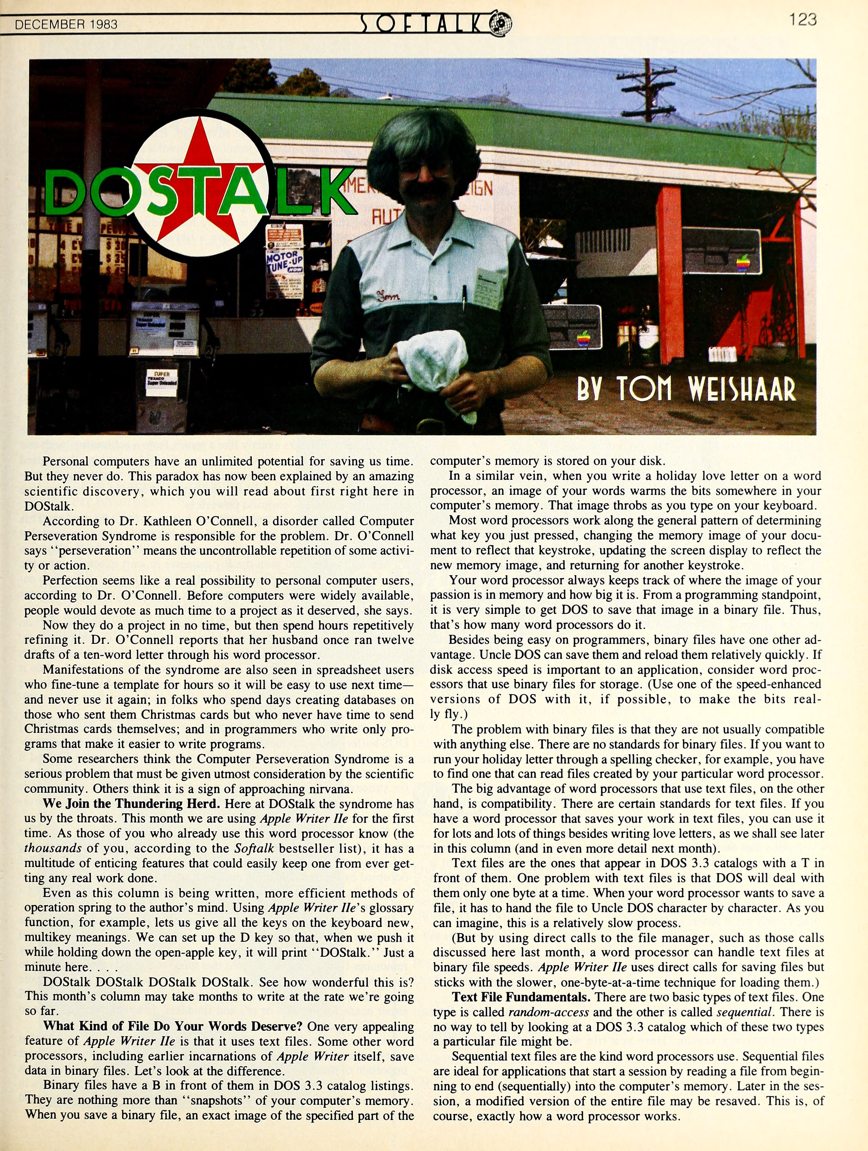 DECEMBER 1983
SOFTALK
123
DOSTALK
AUT
MOTOR
TUNE-UP
Tom
SUPER
Super Unleaded
BY TOM WEISHAAR
Personal computers have an unlimited potential for saving us time.
But they never do. This paradox has now been explained by an amazing
scientific discovery, which you will read about first right here in
DOStalk.
According to Dr. Kathleen O'Connell, a disorder called Computer
Perseveration Syndrome is responsible for the problem. Dr. O'Connell
says "perseveration" means the uncontrollable repetition of some activi-
ty or action.
Perfection seems like a real possibility to personal computer users,
according to Dr. O'Connell. Before computers were widely available,
people would devote as much time to a project as it deserved, she says.
Now they do a project in no time, but then spend hours repetitively
refining it. Dr. O'Connell reports that her husband once ran twelve
drafts of a ten-word letter through his word processor.
Manifestations of the syndrome are also seen in spreadsheet users
who fine-tune a template for hours so it will be easy to use next time—
and never use it again; in folks who spend days creating databases on
those who sent them Christmas cards but who never have time to send
Christmas cards themselves; and in programmers who write only pro-
grams that make it easier to write programs.
Some researchers think the Computer Perseveration Syndrome is a
serious problem that must be given utmost consideration by the scientific
community. Others think it is a sign of approaching nirvana.
We Join the Thundering Herd. Here at DOStalk the syndrome has
us by the throats. This month we are using Apple Writer IIe for the first
time. As those of you who already use this word processor know (the
thousands of you, according to the Softalk bestseller list), it has a
multitude of enticing features that could easily keep one from ever get-
ting any real work done.
Even as this column is being written, more efficient methods of
operation spring to the author's mind. Using Apple Writer IIe's glossary
function, for example, lets us give all the keys on the keyboard new,
multikey meanings. We can set up the D key so that, when we push it
while holding down the open-apple key, it will print "DOStalk." Just a
minute here. . . .
DOStalk DOStalk DOStalk DOStalk. See how wonderful this is?
This month's column may take months to write at the rate we're going
so far.
What Kind of File Do Your Words Deserve? One very appealing
feature of Apple Writer IIe is that it uses text files. Some other word
processors, including earlier incarnations of Apple Writer itself, save
data in binary files. Let's look at the difference.
Binary files have a B in front of them in DOS 3.3 catalog listings.
They are nothing more than "snapshots" of your computer's memory.
When you save a binary file, an exact image of the specified part of the
computer's memory is stored on your disk.
In a similar vein, when you write a holiday love letter on a word
processor, an image of your words warms the bits somewhere in your
computer's memory. That image throbs as you type on your keyboard.
Most word processors work along the general pattern of determining
what key you just pressed, changing the memory image of your docu-
ment to reflect that keystroke, updating the screen display to reflect the
new memory image, and returning for another keystroke.
Your word processor always keeps track of where the image of your
passion is in memory and how big it is. From a programming standpoint,
it is very simple to get DOS to save that image in a binary file. Thus,
that's how many word processors do it.
Besides being easy on programmers, binary files have one other ad-
vantage. Uncle DOS can save them and reload them relatively quickly. If
disk access speed is important to an application, consider word proc-
essors that use binary files for storage. (Use one of the speed-enhanced
versions of DOS with it, if possible, to make the bits real-
ly fly.)
The problem with binary files is that they are not usually compatible
with anything else. There are no standards for binary files. If you want to
run your holiday letter through a spelling checker, for example, you have
to find one that can read files created by your particular word processor.
The big advantage of word processors that use text files, on the other
hand, is compatibility. There are certain standards for text files. If you
have a word processor that saves your work in text files, you can use it
for lots and lots of things besides writing love letters, as we shall see later
in this column (and in even more detail next month).
Text files are the ones that appear in DOS 3.3 catalogs with a T in
front of them. One problem with text files is that DOS will deal with
them only one byte at a time. When your word processor wants to save a
file, it has to hand the file to Uncle DOS character by character. As you
can imagine, this is a relatively slow process.
(But by using direct calls to the file manager, such as those calls
discussed here last month, a word processor can handle text files at
binary file speeds. Apple Writer IIe uses direct calls for saving files but
sticks with the slower, one-byte-at-a-time technique for loading them.)
Text File Fundamentals. There are two basic types of text files. One
type is called random-access and the other is called sequential. There is
no way to tell by looking at a DOS 3.3 catalog which of these two types
a particular file might be.
Sequential text files are the kind word processors use. Sequential files
are ideal for applications that start a session by reading a file from begin-
ning to end (sequentially) into the computer's memory. Later in the ses-
sion, a modified version of the entire file may be resaved. This is, of
course, exactly how a word processor works.